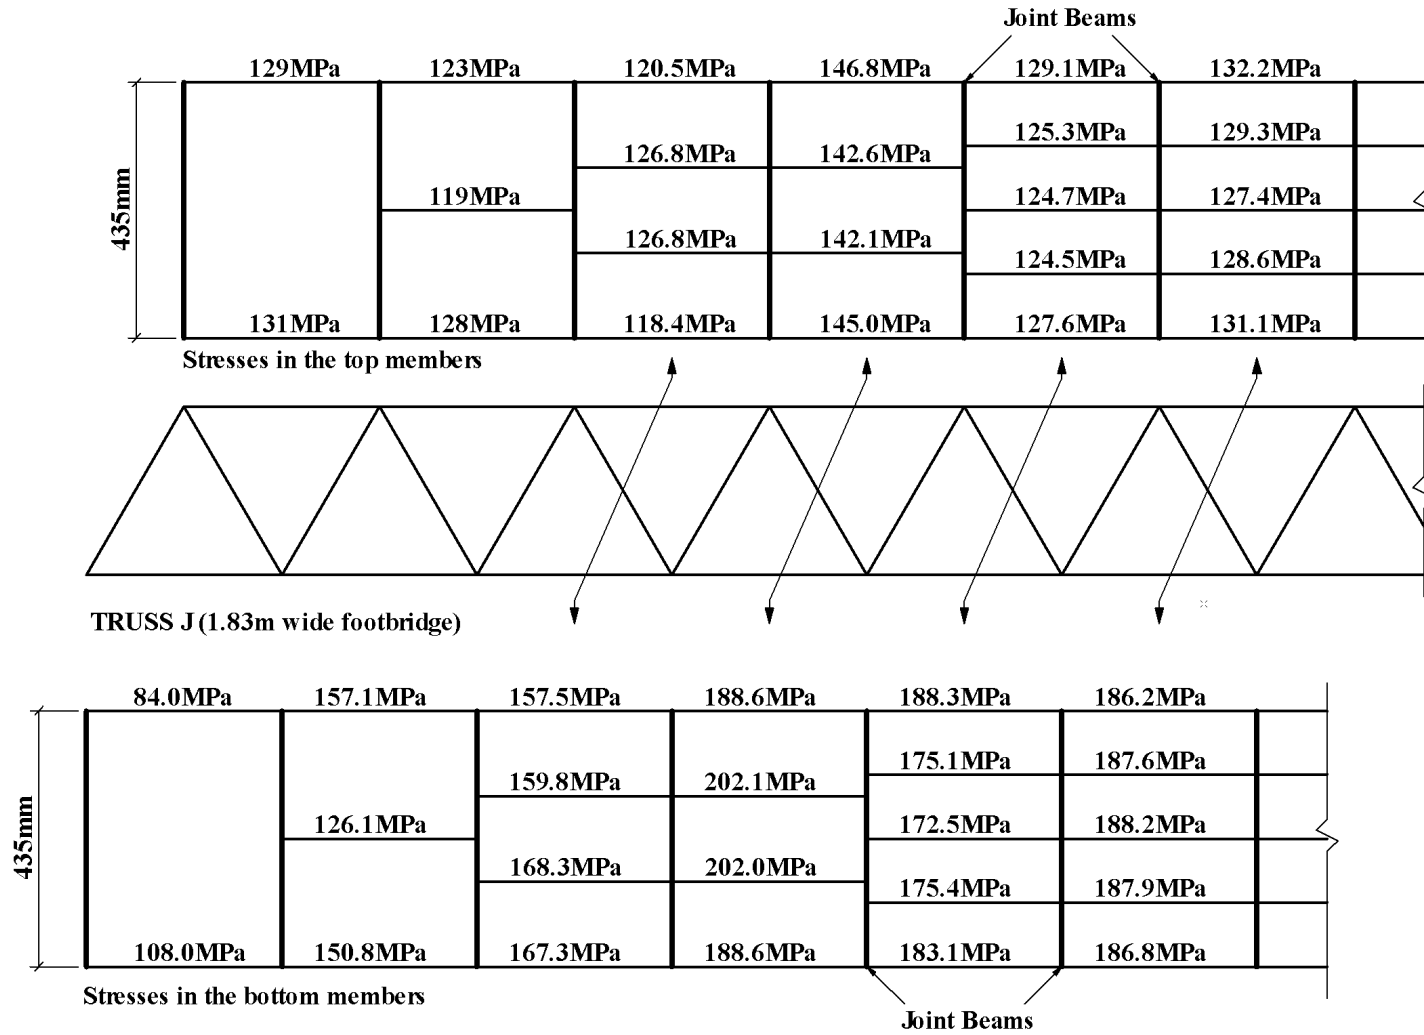 Joint Beams
129MPa 123MPa 120.5MPa 146.8MPa 129.1MPa 132.2MPa
125.3MPa 129.3MPa
126.8MPa 142.6MPa
119MPa 124.7MPa 127.4MPa
435mm
126.8MPa 142.1MPa
124.5MPa 128.6MPa
131MPa 128MPa 118.4MPa 145.0MPa 127.6MPa 131.1MPa
Stresses in the top members
TRUSS J (1.83m wide footbridge)
84.0MPa 157.1MPa 157.5MPa 188.6MPa 188.3MPa 186.2MPa
175.1MPa 187.6MPa
159.8MPa 202.1MPa
126.1MPa 172.5MPa 188.2MPa
435mm
168.3MPa 202.0MPa
175.4MPa 187.9MPa
108.0MPa 150.8MPa 167.3MPa 188.6MPa 183.1MPa 186.8MPa
Stresses in the bottom members
Joint Beams